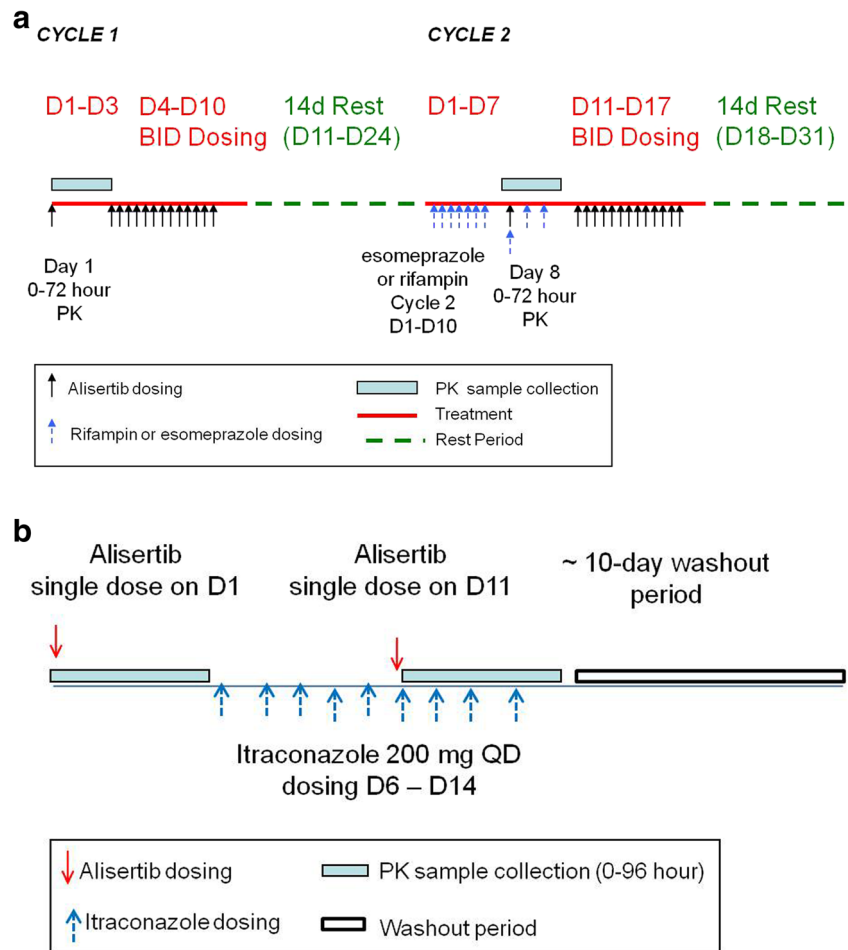 a
CYCLE 1
CYCLE 2
D1-D3
D4-D10
BID Dosing
14d Rest
(D11-D24)
D1-D7
D11-D17
BID Dosing
14d Rest
(D18-D31)
Day 1
0-72 hour
PK
esomeprazole
or rifampin
Cycle 2
D1-D10
Day 8
0-72 hour
PK
Alisertib dosing
PK sample collection
Treatment
Rifampin or esomeprazole dosing
Rest Period
b
Alisertib
single dose on D1
Alisertib
single dose on D11
~ 10-day washout
period
Itraconazole 200 mg QD
dosing D6 – D14
Alisertib dosing
PK sample collection (0-96 hour)
Itraconazole dosing
Washout period